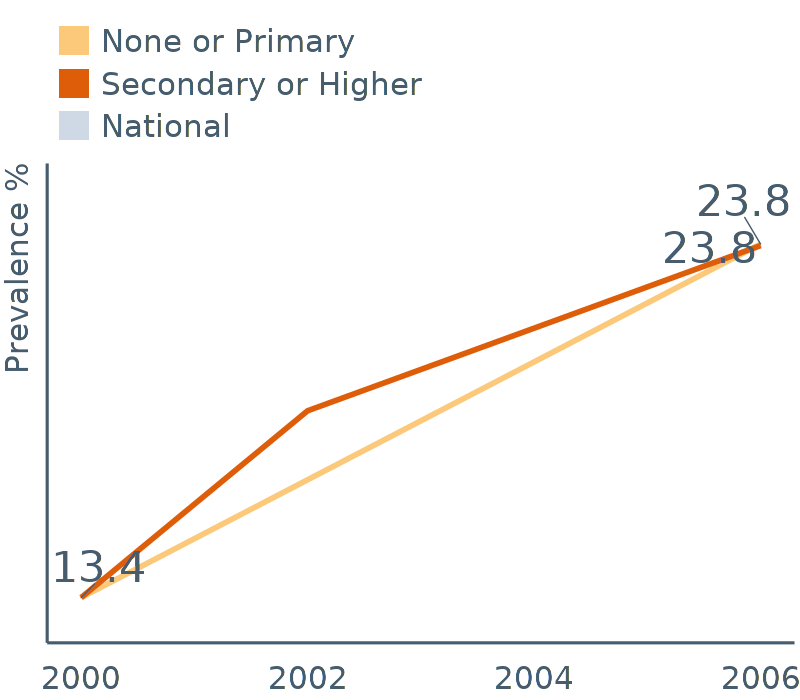 None or Primary
Secondary or Higher
National
Prevalence %
23.8
23.8
13.4
2000 2002 2004 2006